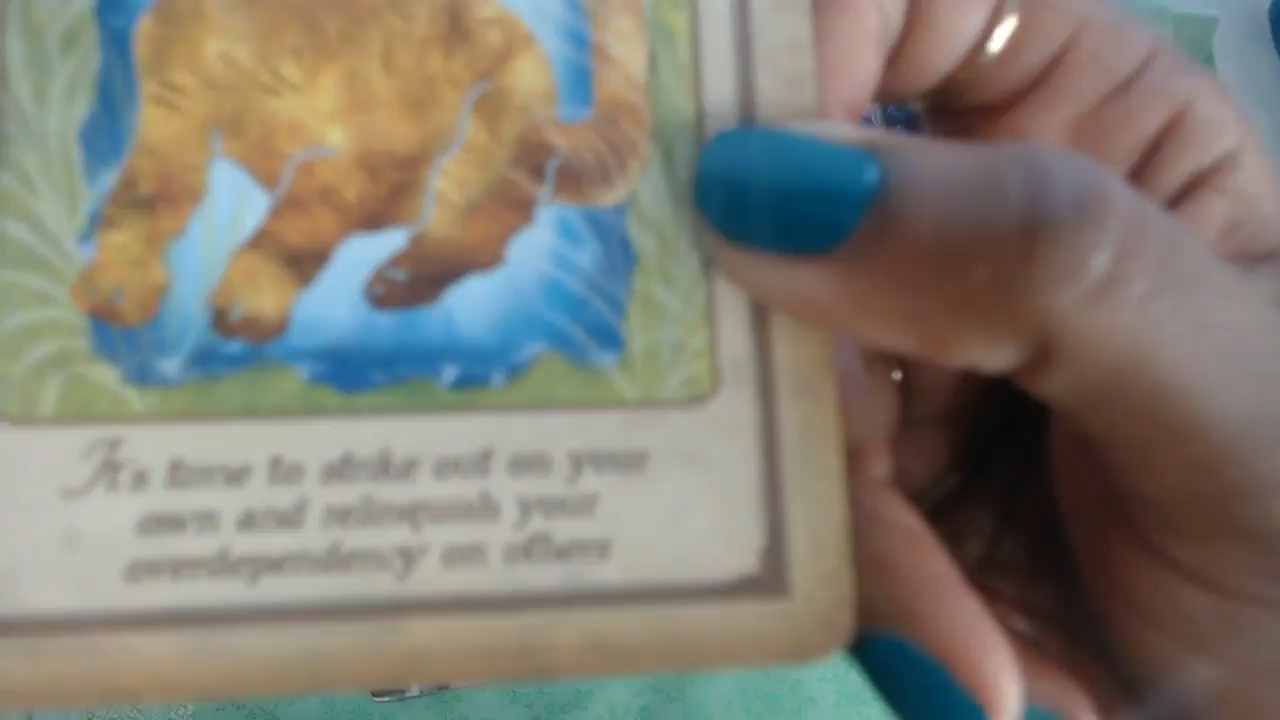 It's time to strike out on your
own and relinquish your
overdependency on others